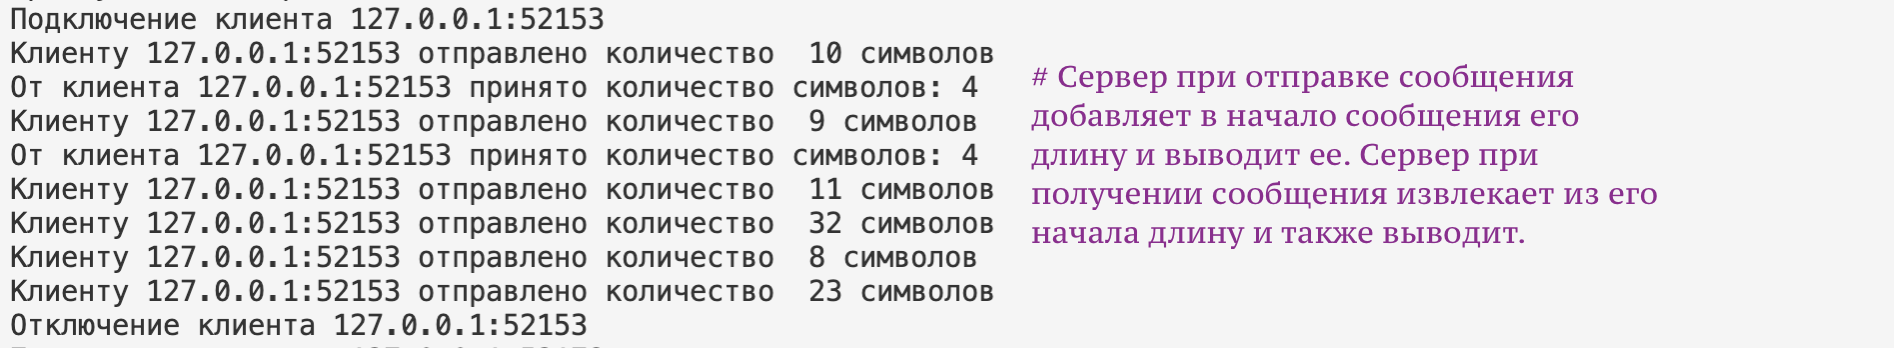 Подключение клиента 127.0.0.1:52153
Клиенту 127.0.0.1:52153 отправлено количество  10 символов
От клиента 127.0.0.1:52153 принято количество символов: 4
Клиенту 127.0.0.1:52153 отправлено количество  9 символов
От клиента 127.0.0.1:52153 принято количество символов: 4
Клиенту 127.0.0.1:52153 отправлено количество  11 символов
Клиенту 127.0.0.1:52153 отправлено количество  32 символов
Клиенту 127.0.0.1:52153 отправлено количество  8 символов
Клиенту 127.0.0.1:52153 отправлено количество  23 символов
Отключение клиента 127.0.0.1:52153
# Сервер при отправке сообщения
добавляет в начало сообщения его
длину и выводит ее. Сервер при
получении сообщения извлекает из его
начала длину и также выводит.